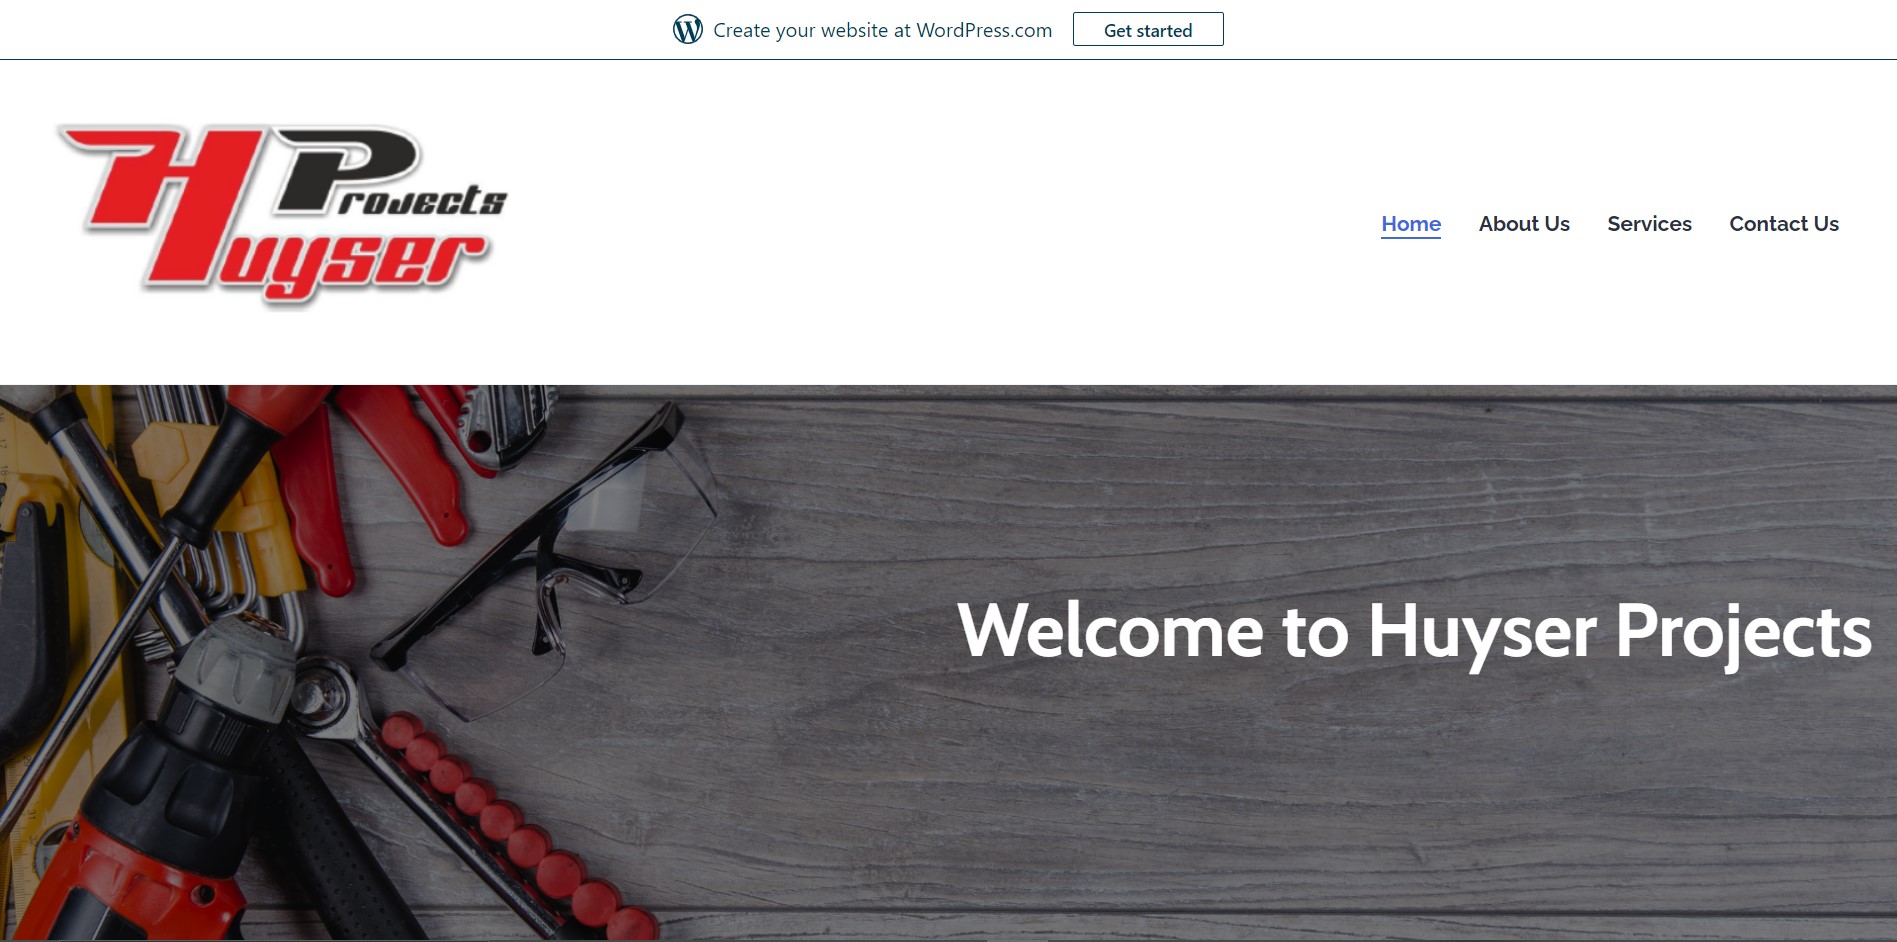 Create your website at WordPress.com
Get started
HP
Projects
Huyser
Home
About Us
Services
Contact Us
Welcome to Huyser Projects